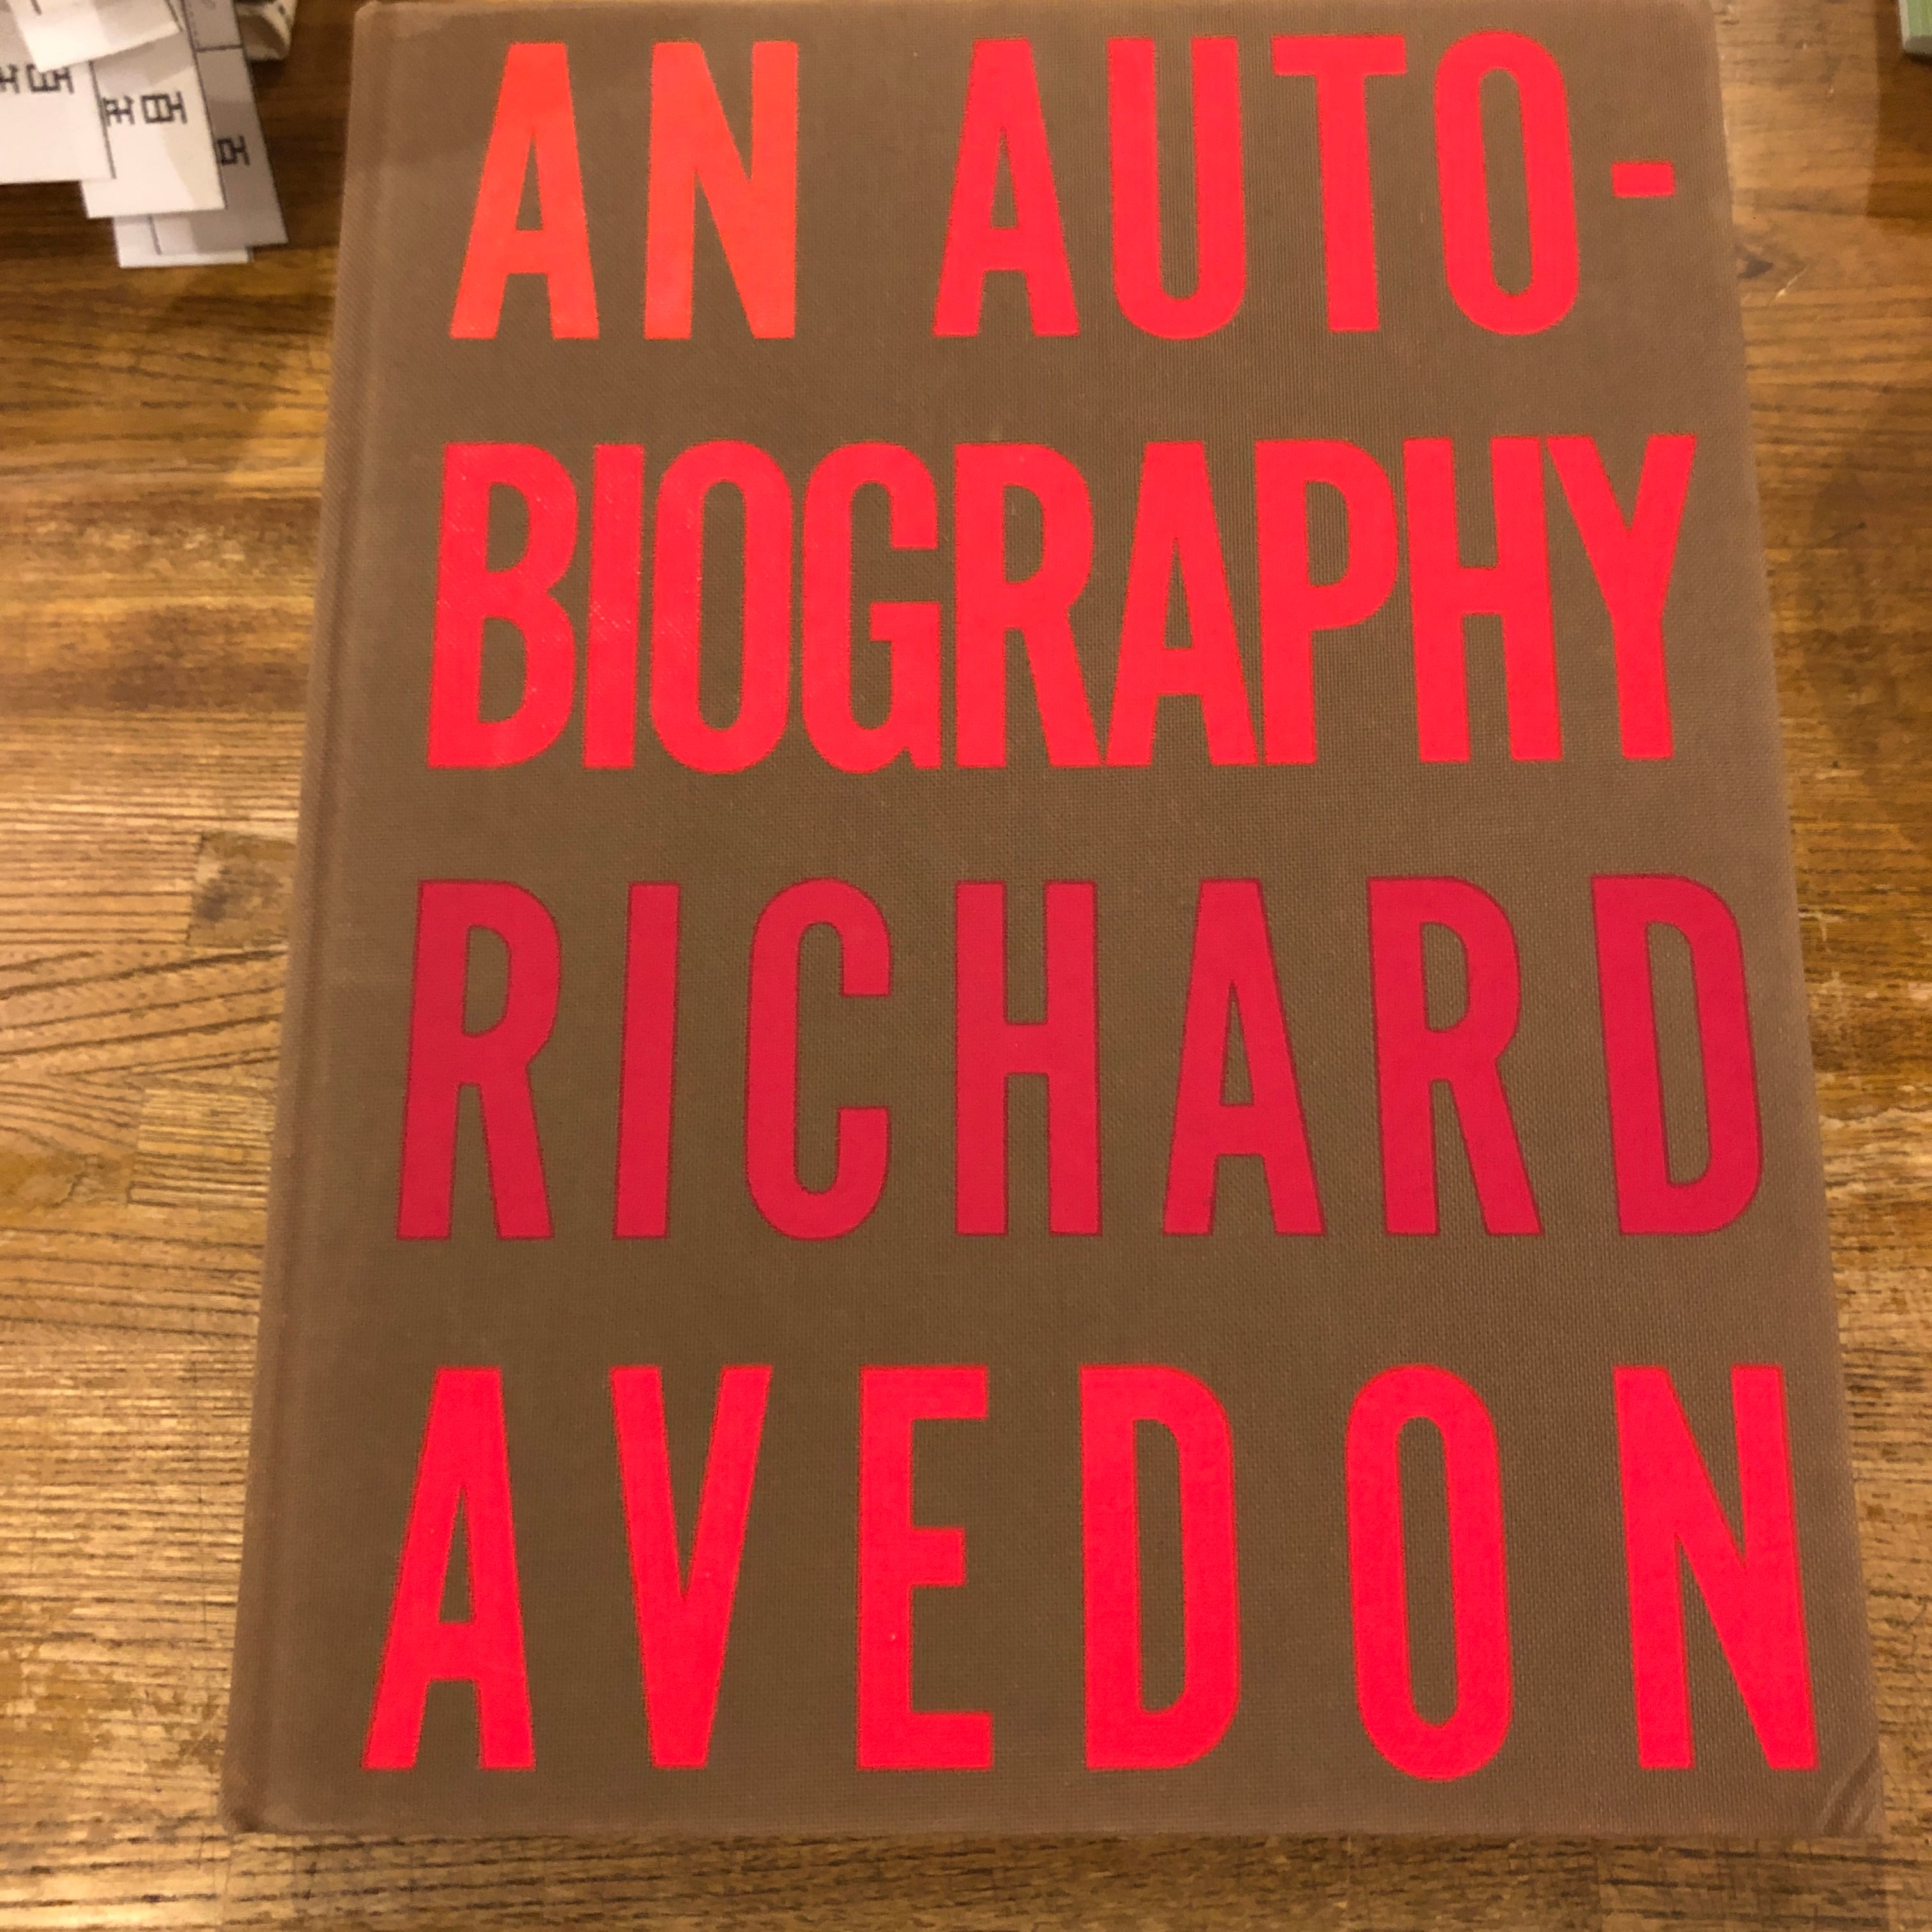 AN AUTO-
BIOGRAPHY
RICHARD
AVEDON